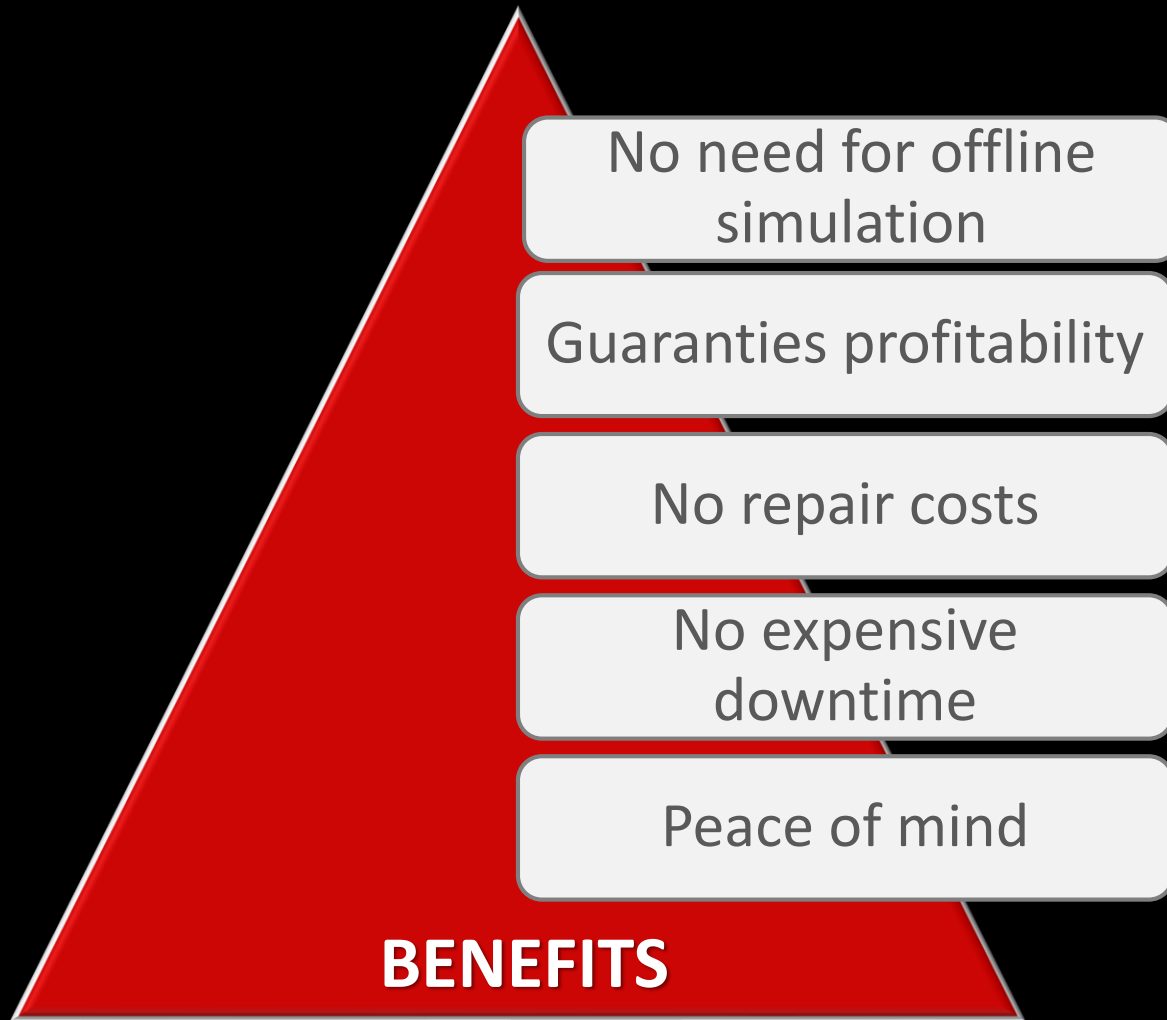 No need for offline
simulation
Guaranties profitability
No repair costs
No expensive
downtime
Peace of mind
BENEFITS